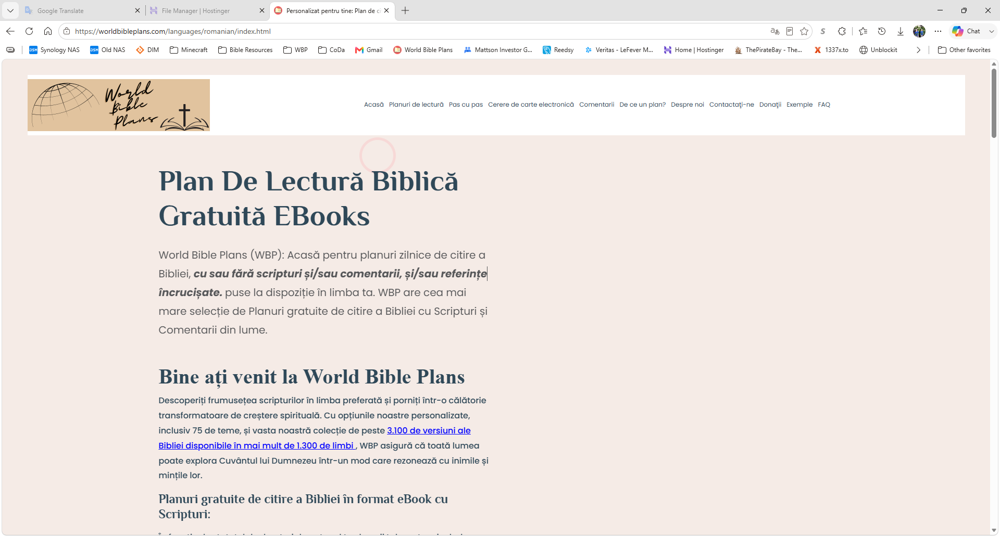 Google Translate
File Manager | Hostinger
Personalizat pentru tine: Plan de ci
https://worldbibleplans.com/languages/romanian/index.html
Chat
Synology NAS
Old NAS
DIM
Minecraft
Bible Resources
WBP
CoDa
Gmail
World Bible Plans
Mattson Investor G...
Reedsy
Veritas - LeFever M...
Home | Hostinger
ThePirateBay - The...
1337x.to
Unblockit
Other favorites
World
Bible
Plans
Acasă Planuri de lectură Pas cu pas Cerere de carte electronică Comentarii De ce un plan? Despre noi Contactaţi-ne Donaţii Exemple FAQ
Plan De Lectură Biblică
Gratuită EBooks
World Bible Plans (WBP): Acasă pentru planuri zilnice de citire a
Bibliei, cu sau fără scripturi și/sau comentarii, și/sau referințe
încrucișate. puse la dispoziție în limba ta. WBP are cea mai
mare selecție de Planuri gratuite de citire a Bibliei cu Scripturi și
Comentarii din lume.
Bine ați venit la World Bible Plans
Descoperiți frumusețea scripturilor în limba preferată și porniți într-o călătorie
transformatoare de creștere spirituală. Cu opțiunile noastre personalizate,
inclusiv 75 de teme, și vasta noastră colecție de peste 3.100 de versiuni ale
Bibliei disponibile în mai mult de 1.300 de limbi , WBP asigură că toată lumea
poate explora Cuvântul lui Dumnezeu într-un mod care rezonează cu inimile și
mințile lor.
Planuri gratuite de citire a Bibliei în format eBook cu
Scripturi: